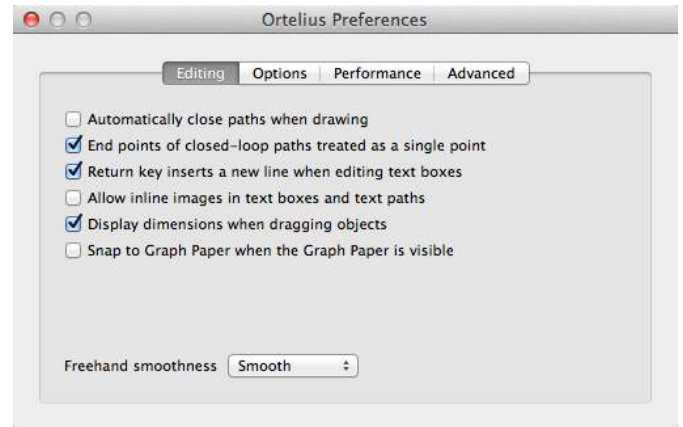 Ortelius Preferences
Editing Options Performance Advanced
Automatically close paths when drawing
End points of closed-loop paths treated as a single point
Return key inserts a new line when editing text boxes
Allow inline images in text boxes and text paths
Display dimensions when dragging objects
Snap to Graph Paper when the Graph Paper is visible
Freehand smoothness Smooth